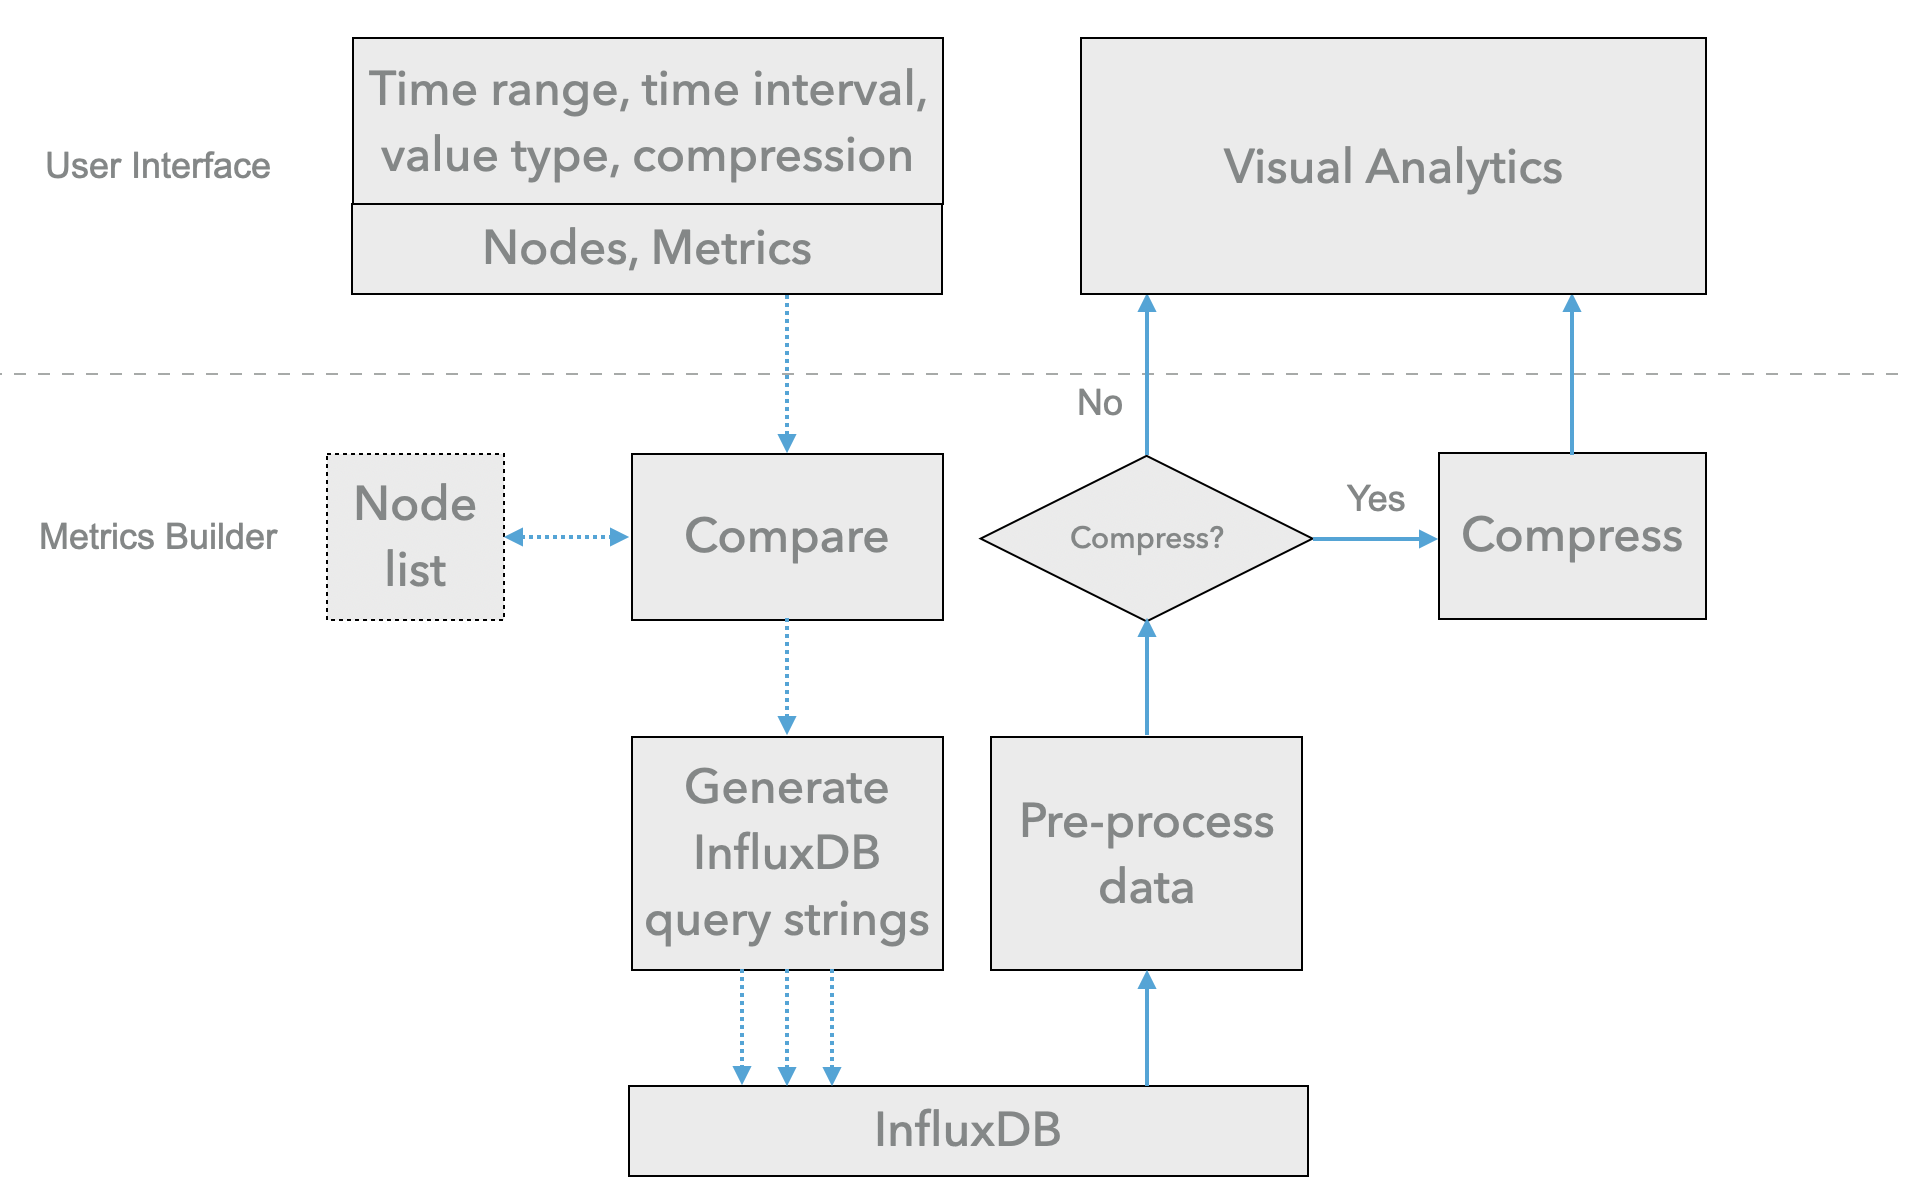 User Interface
Time range, time interval,
value type, compression
Nodes, Metrics
Visual Analytics
No
Metrics Builder
Node
list
Compare
Compress?
Yes
Compress
Generate
InfluxDB
query strings
Pre-process
data
InfluxDB